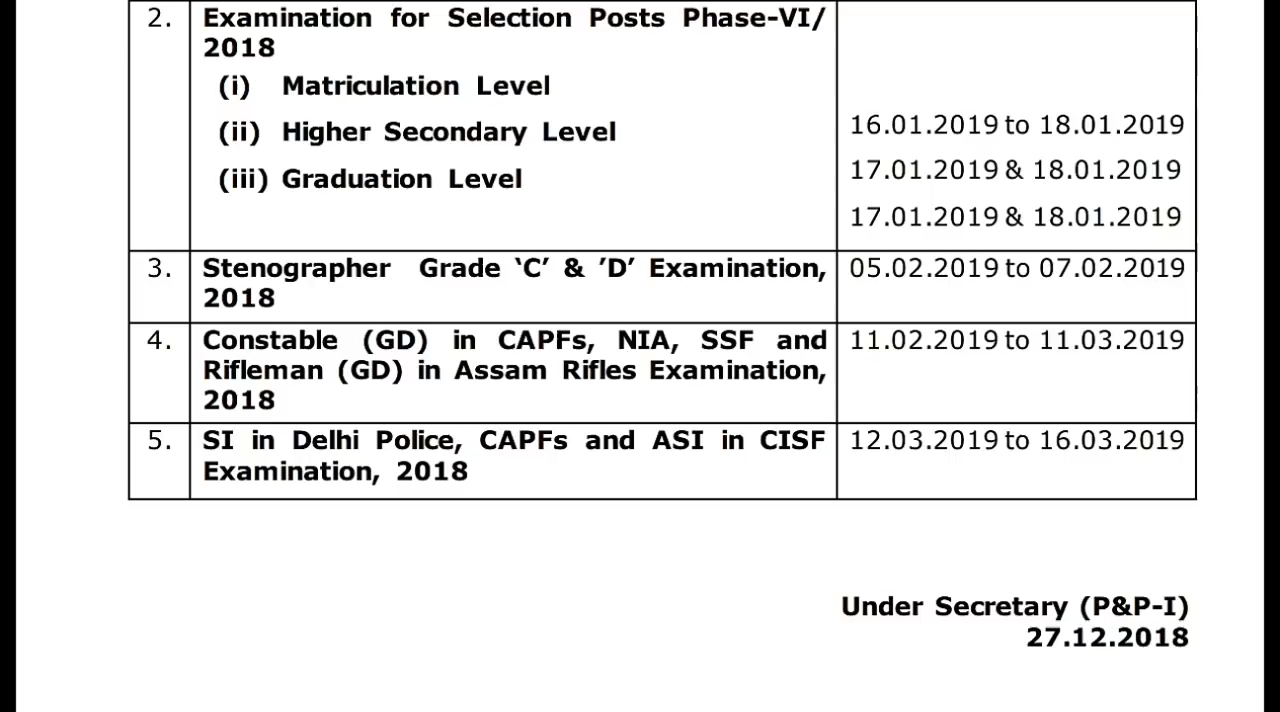 2. Examination for Selection Posts Phase-VI/
2018
(i) Matriculation Level
(ii) Higher Secondary Level
(iii) Graduation Level
16.01.2019 to 18.01.2019
17.01.2019 & 18.01.2019
17.01.2019 & 18.01.2019
3. Stenographer Grade ‘C’ & ’D’ Examination, 05.02.2019 to 07.02.2019
2018
4. Constable (GD) in CAPFs, NIA, SSF and 11.02.2019 to 11.03.2019
Rifleman (GD) in Assam Rifles Examination,
2018
5. SI in Delhi Police, CAPFs and ASI in CISF 12.03.2019 to 16.03.2019
Examination, 2018
Under Secretary (P&P-I)
27.12.2018